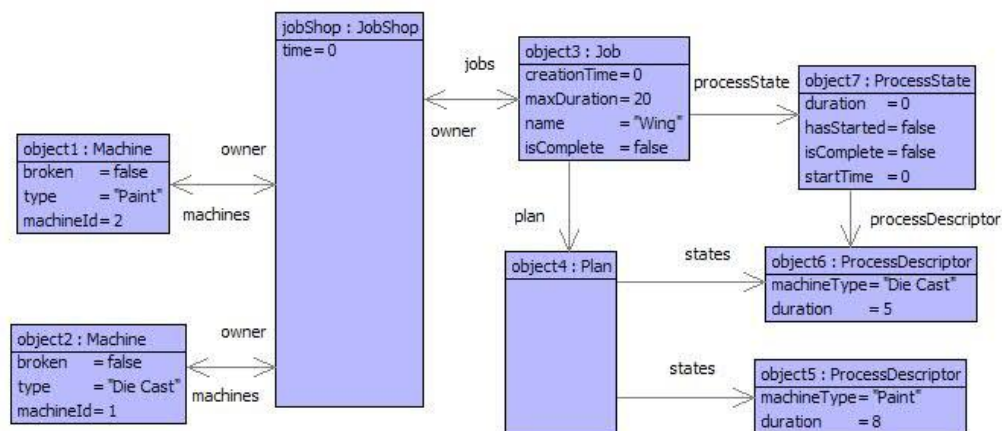 jobShop : JobShop
time=0
jobs
owner
object3 : Job
creationTime=0
maxDuration=20
name ="Wing"
isComplete =false
processState
object7 : ProcessState
duration =0
hasStarted=false
isComplete=false
startTime =0
object1 : Machine
broken =false
type ="Paint"
machineId=2
owner
machines
plan
processDescriptor
object4 : Plan
states
object6 : ProcessDescriptor
machineType="Die Cast"
duration =5
object2 : Machine
broken =false
type ="Die Cast"
machineId=1
owner
machines
states
object5 : ProcessDescriptor
machineType="Paint"
duration =8